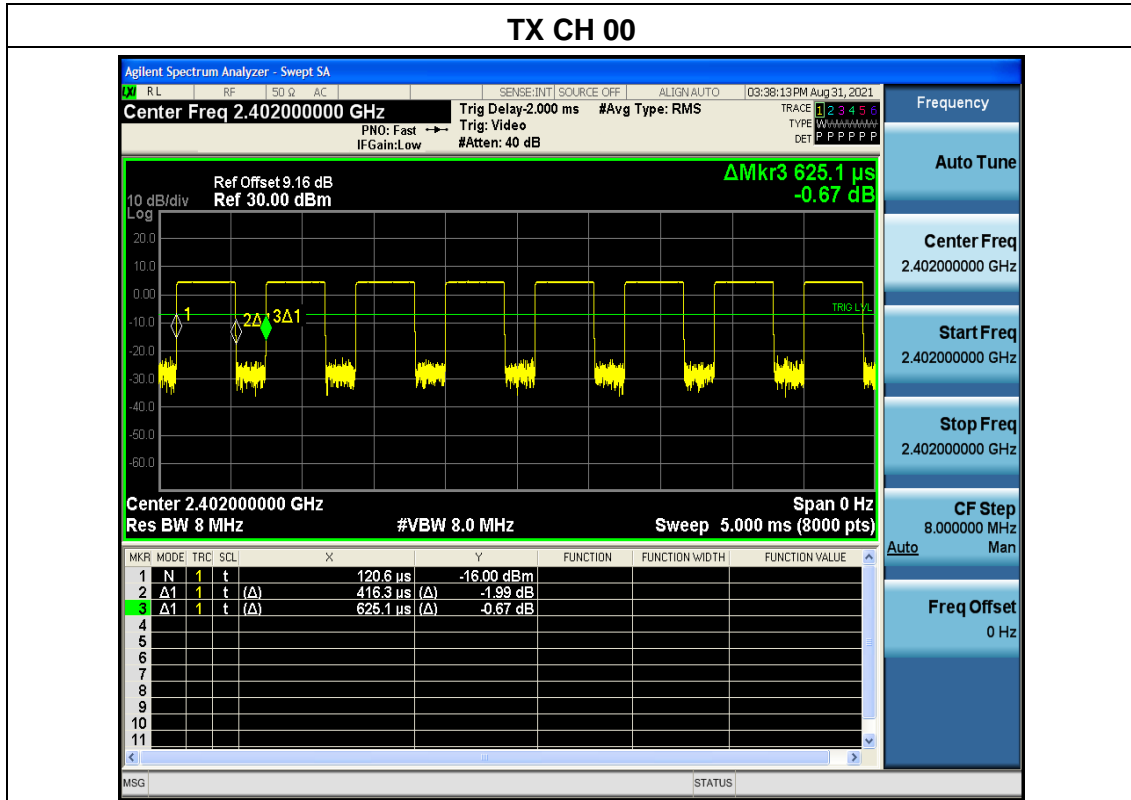 TX CH 00
Agilent Spectrum Analyzer - Swept SA
LXI RL RF 50 Ω AC SENSE:INT SOURCE OFF ALIGN AUTO 03:38:13 PM Aug 31, 2021
Center Freq 2.402000000 GHz
PNO: Fast
IFGain:Low
Trig Delay-2.000 ms #Avg Type: RMS
Trig: Video
#Atten: 40 dB
TRACE 1 2 3 4 5 6
TYPE WWWWWW
DET P P P P P P
ΔMkr3 625.1 µs
-0.67 dB
Ref Offset 9.16 dB
10 dB/div Ref 30.00 dBm
Log
20.0
10.0
0.00
-10.0
-20.0
-30.0
-40.0
-50.0
-60.0
1
3Δ1
TRIG LVL
Center 2.402000000 GHz Span 0 Hz
Res BW 8 MHz #VBW 8.0 MHz Sweep 5.000 ms (8000 pts)
MKR MODE TRC SCL X Y FUNCTION FUNCTION WIDTH FUNCTION VALUE
1 N 1 t 120.6 µs -16.00 dBm
2 Δ1 1 t (Δ) 416.3 µs (Δ) -1.99 dB
3 Δ1 1 t (Δ) 625.1 µs (Δ) -0.67 dB
4
5
6
7
8
9
10
11
MSG STATUS
Frequency
Auto Tune
Center Freq
2.402000000 GHz
Start Freq
2.402000000 GHz
Stop Freq
2.402000000 GHz
CF Step
8.000000 MHz
Auto Man
Freq Offset
0 Hz